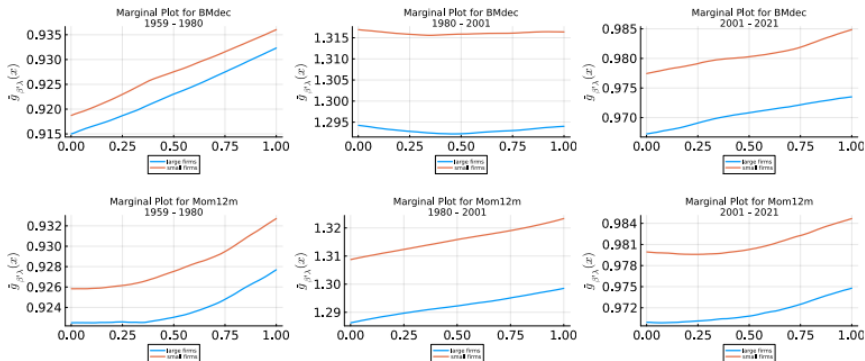 Marginal Plot for BMdec
1959 – 1980
0.935
0.930
0.925
0.920
0.915
0.00 0.25 0.50 0.75 1.00
large firms
small firms
Marginal Plot for BMdec
1980 – 2001
1.315
1.310
1.305
1.300
1.295
0.00 0.25 0.50 0.75 1.00
large firms
small firms
Marginal Plot for BMdec
2001 – 2021
0.985
0.980
0.975
0.970
0.00 0.25 0.50 0.75 1.00
large firms
small firms
Marginal Plot for Mom12m
1959 – 1980
0.932
0.930
0.928
0.926
0.924
0.00 0.25 0.50 0.75 1.00
large firms
small firms
Marginal Plot for Mom12m
1980 – 2001
1.32
1.31
1.30
1.29
0.00 0.25 0.50 0.75 1.00
large firms
small firms
Marginal Plot for Mom12m
2001 – 2021
0.984
0.981
0.978
0.975
0.972
0.00 0.25 0.50 0.75 1.00
large firms
small firms